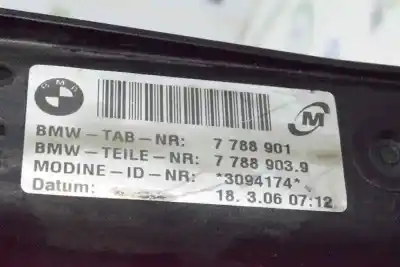 BMW
M
BMW-TAB-NR: 7 788 901
BMW-TEILE-NR: 7 788 903.9
MODINE-ID-NR: *3094174*
Datum: 18. 3.06 07:12